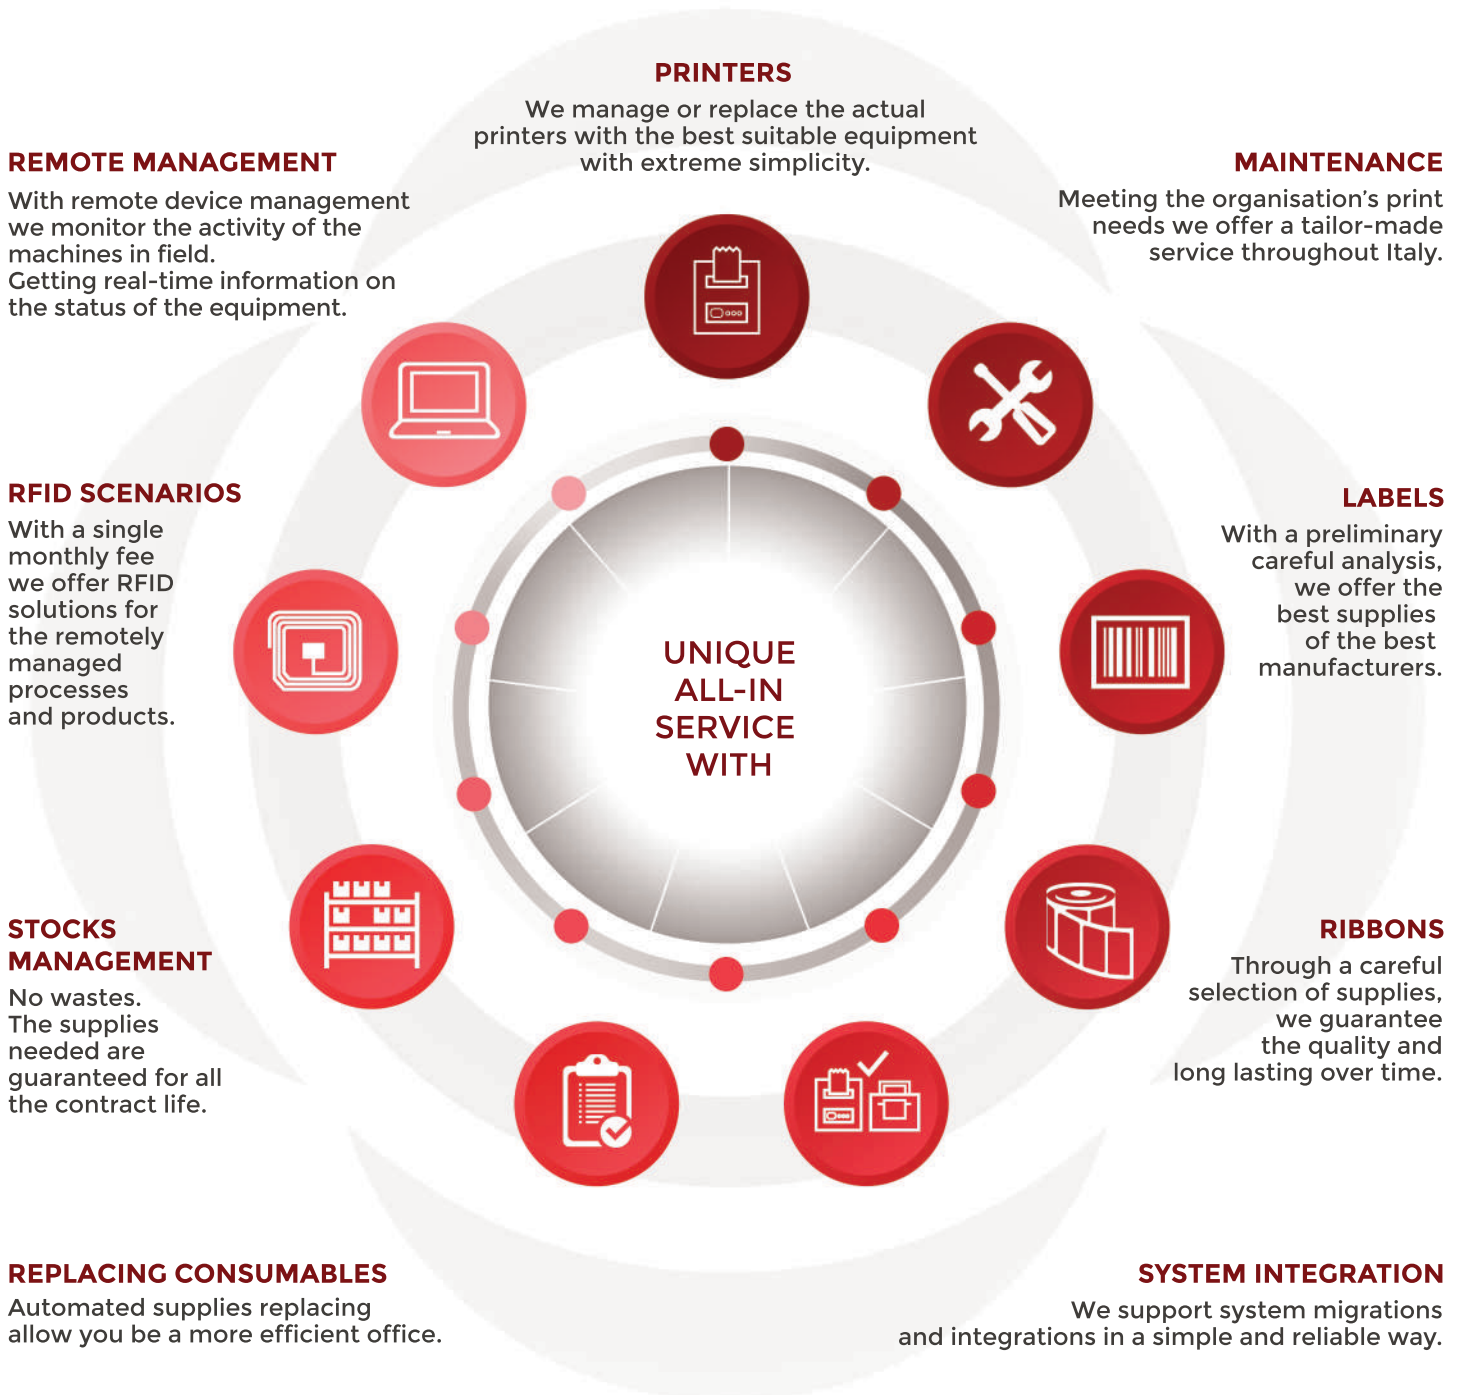 PRINTERS
We manage or replace the actual
printers with the best suitable equipment
with extreme simplicity.
REMOTE MANAGEMENT
With remote device management
we monitor the activity of the
machines in field.
Getting real-time information on
the status of the equipment.
MAINTENANCE
Meeting the organisation's print
needs we offer a tailor-made
service throughout Italy.
RFID SCENARIOS
With a single
monthly fee
we offer RFID
solutions for
the remotely
managed
processes
and products.
LABELS
With a preliminary
careful analysis,
we offer the
best supplies
of the best
manufacturers.
UNIQUE
ALL-IN
SERVICE
WITH
STOCKS
MANAGEMENT
No wastes.
The supplies
needed are
guaranteed for all
the contract life.
RIBBONS
Through a careful
selection of supplies,
we guarantee
the quality and
long lasting over time.
REPLACING CONSUMABLES
Automated supplies replacing
allow you be a more efficient office.
SYSTEM INTEGRATION
We support system migrations
and integrations in a simple and reliable way.